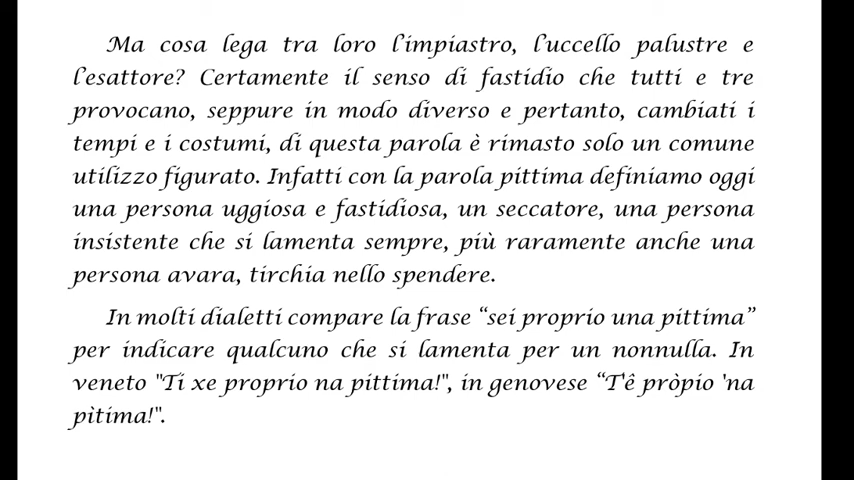 Ma cosa lega tra loro l'impiastro, l'uccello palustre e
l'esattore? Certamente il senso di fastidio che tutti e tre
provocano, seppure in modo diverso e pertanto, cambiati i
tempi e i costumi, di questa parola è rimasto solo un comune
utilizzo figurato. Infatti con la parola pittima definiamo oggi
una persona uggiosa e fastidiosa, un seccatore, una persona
insistente che si lamenta sempre, più raramente anche una
persona avara, tirchia nello spendere.
In molti dialetti compare la frase “sei proprio una pittima”
per indicare qualcuno che si lamenta per un nonnulla. In
veneto "Ti xe proprio na pittima!", in genovese “T'ê pròpio 'na
pìtima!".